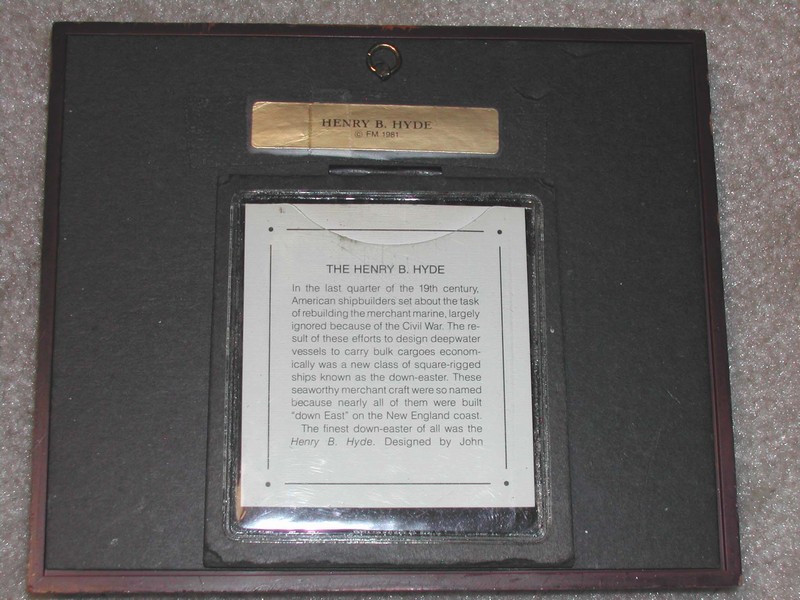 HENRY B. HYDE
© FM 1981
THE HENRY B. HYDE
In the last quarter of the 19th century,
American shipbuilders set about the task
of rebuilding the merchant marine, largely
ignored because of the Civil War. The re-
sult of these efforts to design deepwater
vessels to carry bulk cargoes econom-
ically was a new class of square-rigged
ships known as the down-easter. These
seaworthy merchant craft were so named
because nearly all of them were built
"down East" on the New England coast.
The finest down-easter of all was the
Henry B. Hyde. Designed by John